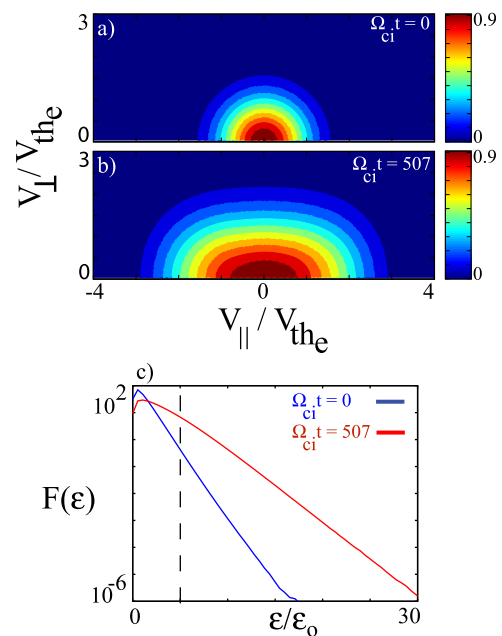 3
a)
Ω_ci t = 0
0.9
0
0
V_⊥ / V_th_e
3
b)
Ω_ci t = 507
0.9
0
0
-4
0
4
V_|| / V_th_e
c)
10^2
Ω_ci t = 0
Ω_ci t = 507
F(ε)
10^-6
0
ε/ε_o
30